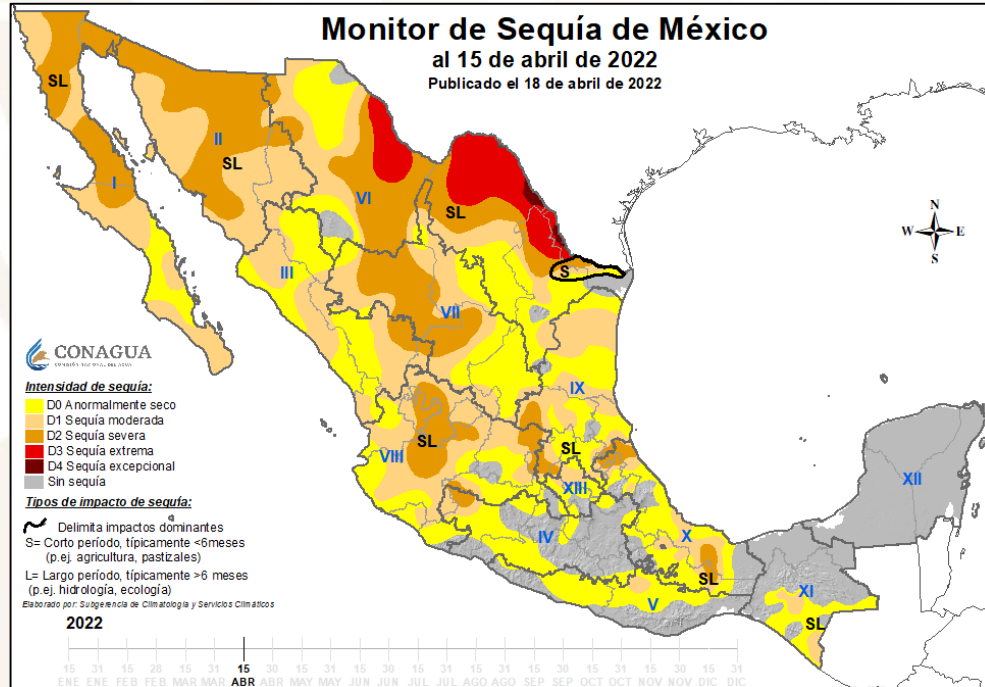 Monitor de Sequía de México
al 15 de abril de 2022
Publicado el 18 de abril de 2022
SL
II
SL
I
VI
SL
III
S
VII
IX
VIII
SL
SL
XIII
IV
X
SL
V
XI
SL
XII
N
W E
S
CONAGUA
COMISIÓN NACIONAL DEL AGUA
Intensidad de sequía:
D0 Anormalmente seco
D1 Sequía moderada
D2 Sequía severa
D3 Sequía extrema
D4 Sequía excepcional
Sin sequía
Tipos de impacto de sequía:
Delimita impactos dominantes
S= Corto período, típicamente <6meses
(p.ej. agricultura, pastizales)
L= Largo período, típicamente >6 meses
(p.ej. hidrología, ecología)
Elaborado por: Subgerencia de Climatología y Servicios Climáticos
2022
15 31 15 28 15 31 15 30 15 31 15 30 15 31 15 31 15 30 15 31 15 30 15 31
ENE ENE FEB FEB MAR MAR ABR ABR MAY MAY JUN JUN JUL JUL AGO AGO SEP SEP OCT OCT NOV NOV DIC DIC